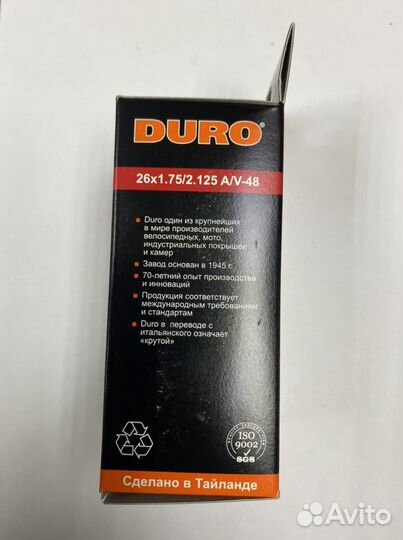 DURO®
26x1.75/2.125 A/V-48
Duro один из крупнейших
в мире производителей
велосипедных, мото,
индустриальных покрышек
и камер
Завод основан в 1945 г.
70-летний опыт производства
и инноваций
Продукция соответствует
международным требованиям
и стандартам
Duro в переводе с
итальянского означает
«крутой»
ISO
9002
SGS
Сделано в Тайланде
Avito